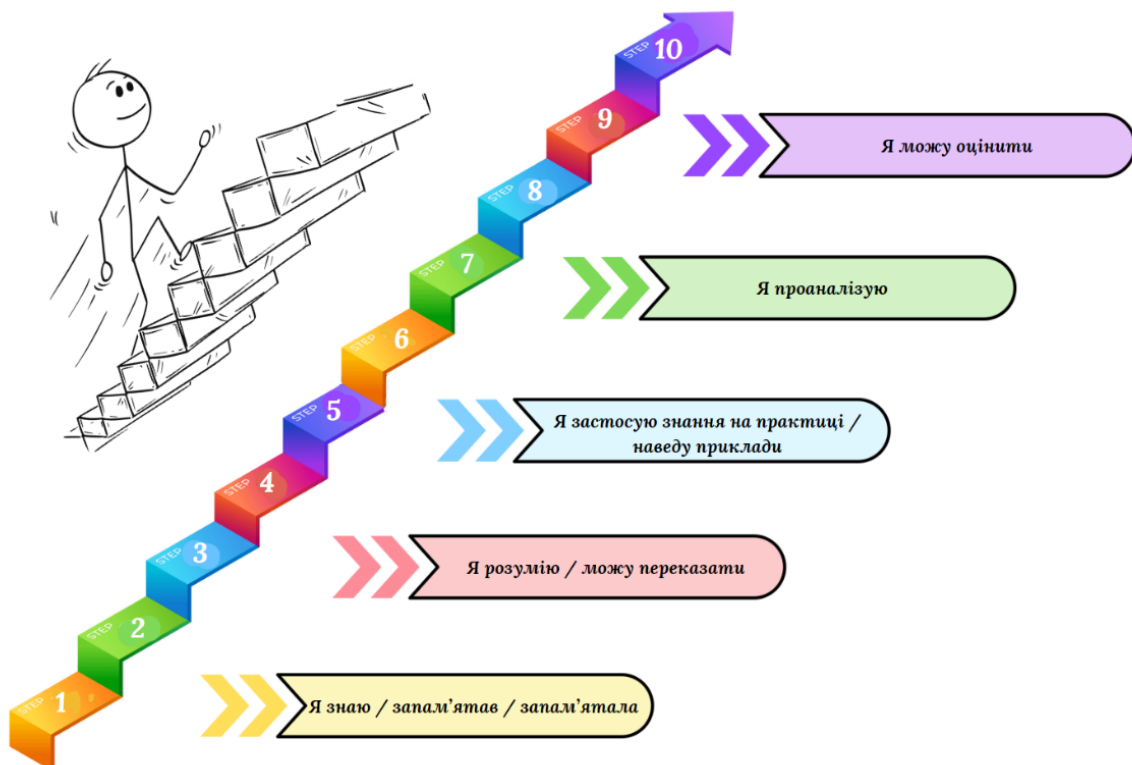 STEP 10
STEP 9
Я можу оцінити
STEP 8
STEP 7
Я проаналізую
STEP 6
STEP 5
Я застосую знання на практиці /
наведу приклади
STEP 4
STEP 3
Я розумію / можу переказати
STEP 2
STEP 1
Я знаю / запам’ятав / запам’ятала